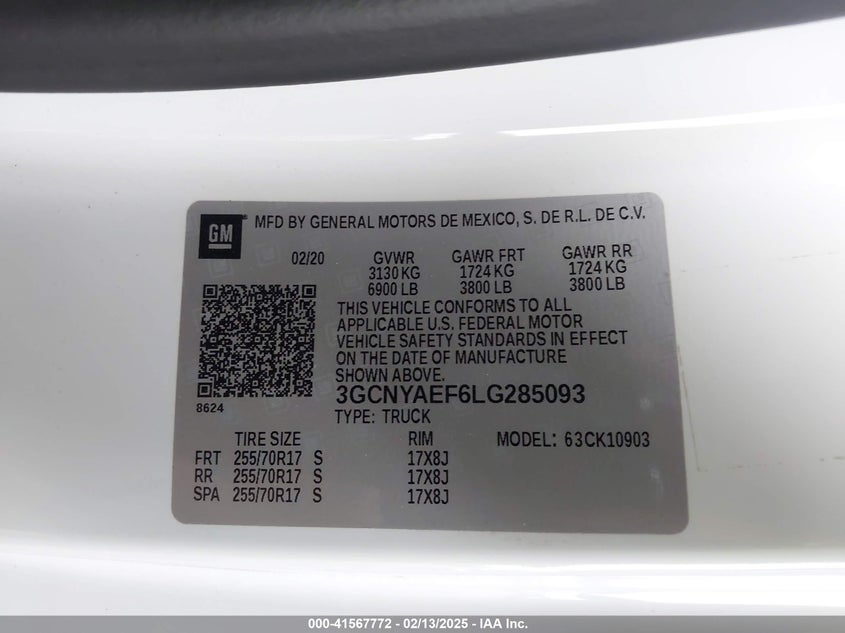 GM
MFD BY GENERAL MOTORS DE MEXICO, S. DE R.L. DE C.V.
02/20 GVWR GAWR FRT GAWR RR
3130 KG 1724 KG 1724 KG
6900 LB 3800 LB 3800 LB
THIS VEHICLE CONFORMS TO ALL
APPLICABLE U.S. FEDERAL MOTOR
VEHICLE SAFETY STANDARDS IN EFFECT
ON THE DATE OF MANUFACTURE
SHOWN ABOVE.
3GCNYAEF6LG285093
8624
TYPE: TRUCK
TIRE SIZE RIM MODEL: 63CK10903
FRT 255/70R17 S 17X8J
RR 255/70R17 S 17X8J
SPA 255/70R17 S 17X8J
000-41567772 - 02/13/2025 - IAA Inc.